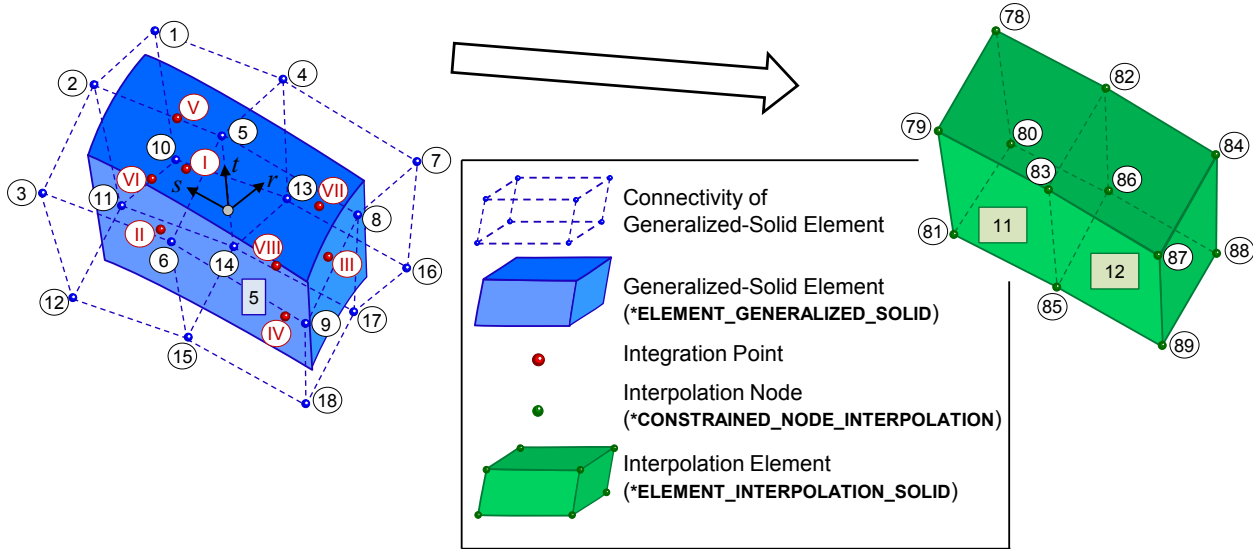 1
4
2
V
5
7
10
I
t
r
s
VI
13
VII
3
11
8
II
VIII
6
14
III
16
5
12
IV
9
17
15
18
Connectivity of
Generalized-Solid Element
Generalized-Solid Element
(*ELEMENT_GENERALIZED_SOLID)
Integration Point
Interpolation Node
(*CONSTRAINED_NODE_INTERPOLATION)
Interpolation Element
(*ELEMENT_INTERPOLATION_SOLID)
78
82
79
80
84
83
86
81
11
87
88
12
85
89